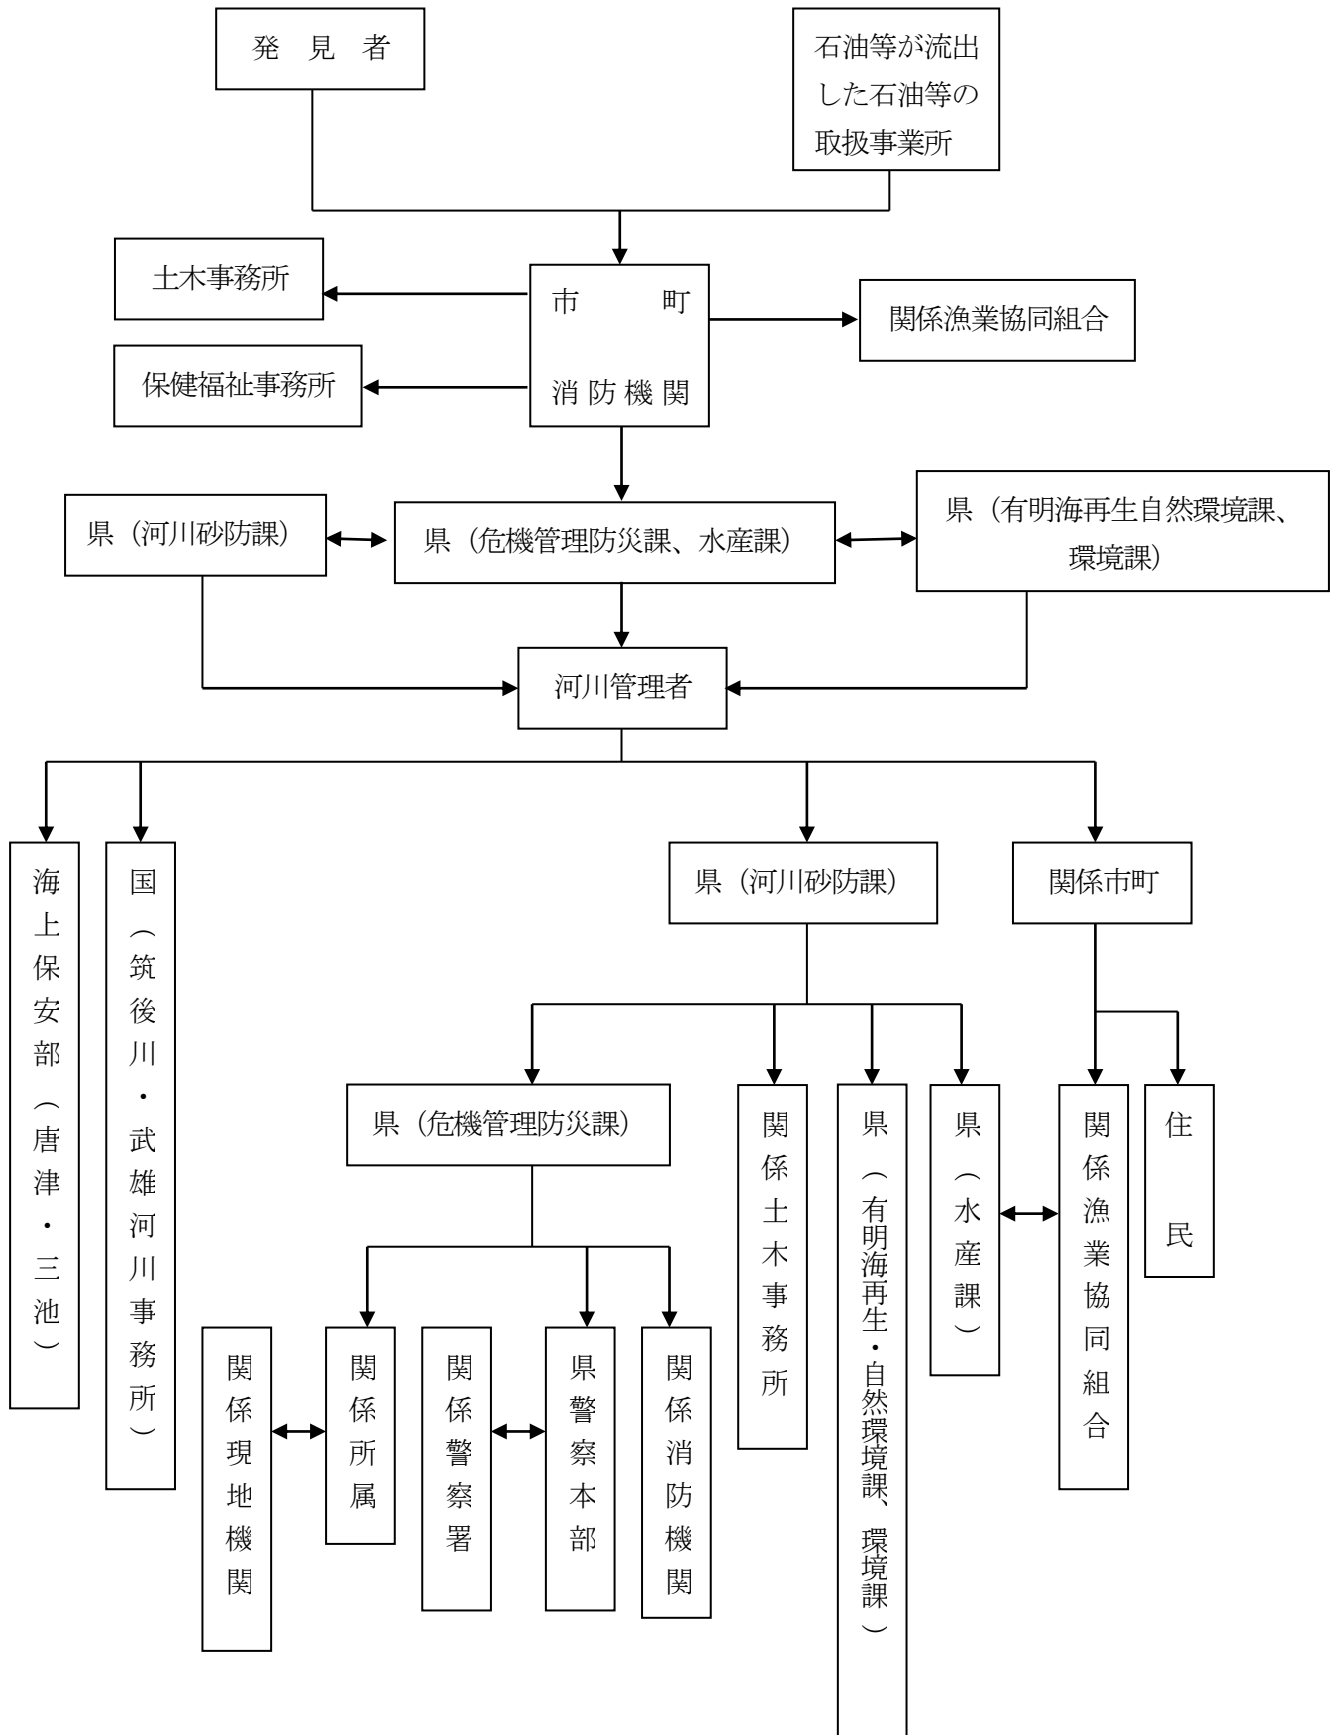 発見者
石油等が流出
した石油等の
取扱事業所
土木事務所
市町
消防機関
関係漁業協同組合
保健福祉事務所
県（河川砂防課）
県（危機管理防災課、水産課）
県（有明海再生自然環境課、
環境課）
河川管理者
海上保安部（唐津・三池）
国（筑後川・武雄河川事務所）
県（河川砂防課）
関係市町
県（危機管理防災課）
関係土木事務所
県（有明海再生・自然環境課、環境課）
県（水産課）
関係漁業協同組合
住民
関係現地機関
関係所属
関係警察署
県警察本部
関係消防機関